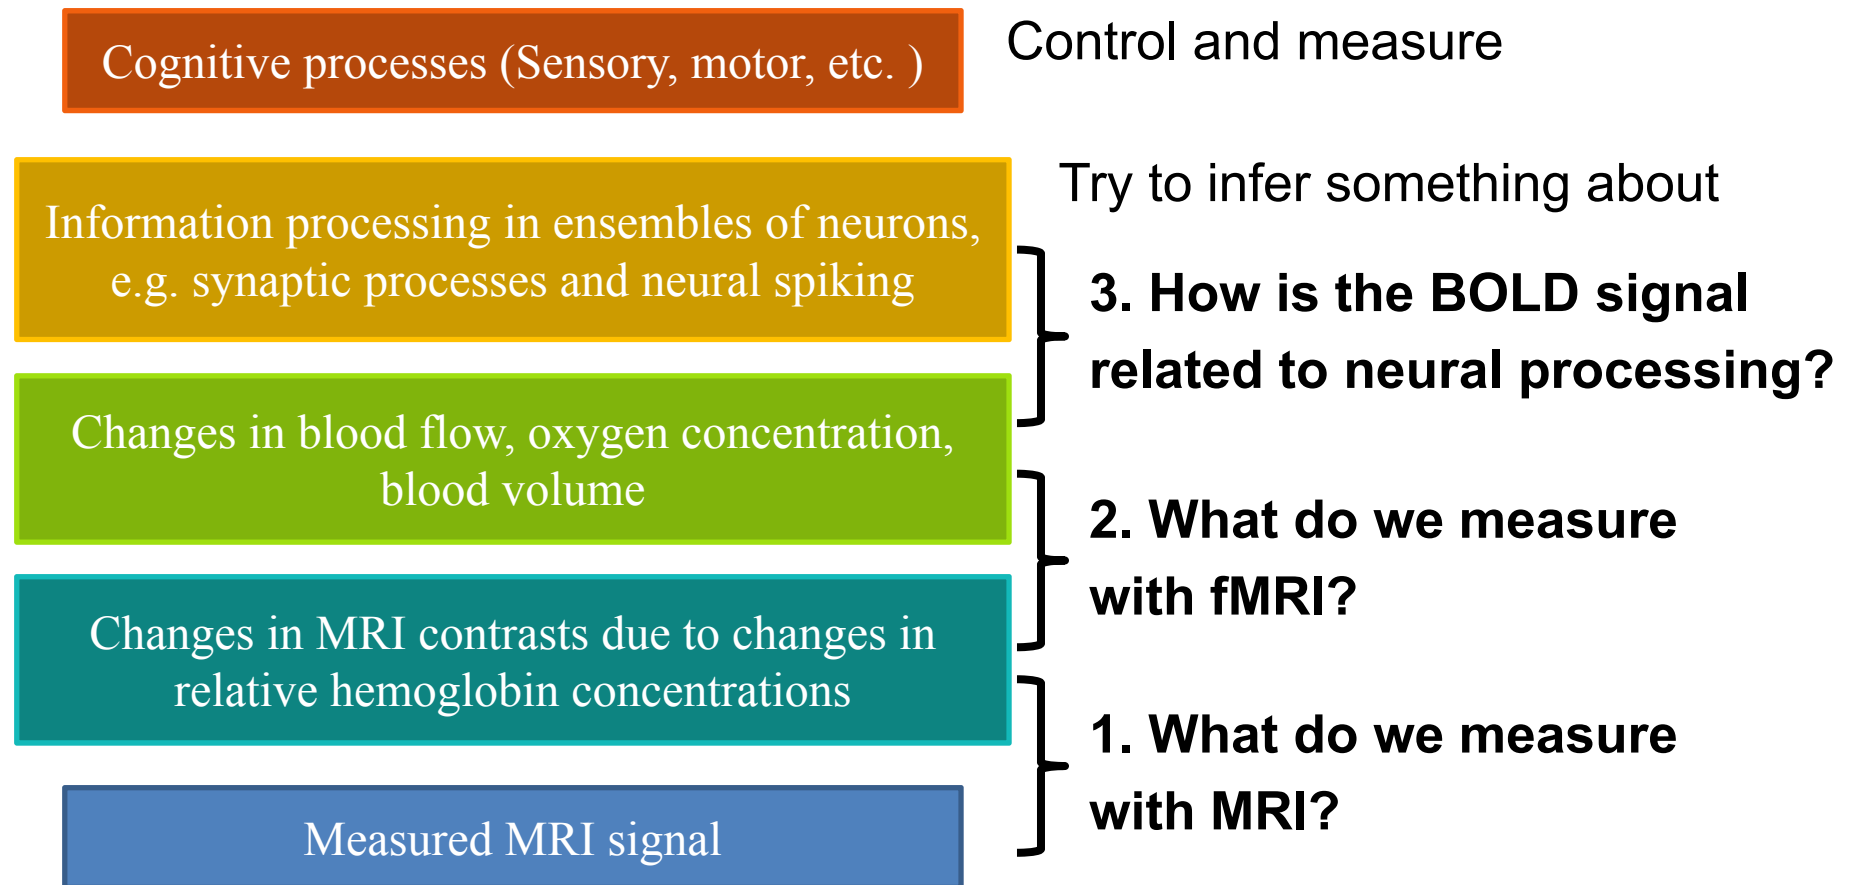 Cognitive processes (Sensory, motor, etc. )
Control and measure
Information processing in ensembles of neurons,
e.g. synaptic processes and neural spiking
Try to infer something about
3. How is the BOLD signal
related to neural processing?
Changes in blood flow, oxygen concentration,
blood volume
2. What do we measure
with fMRI?
Changes in MRI contrasts due to changes in
relative hemoglobin concentrations
1. What do we measure
with MRI?
Measured MRI signal